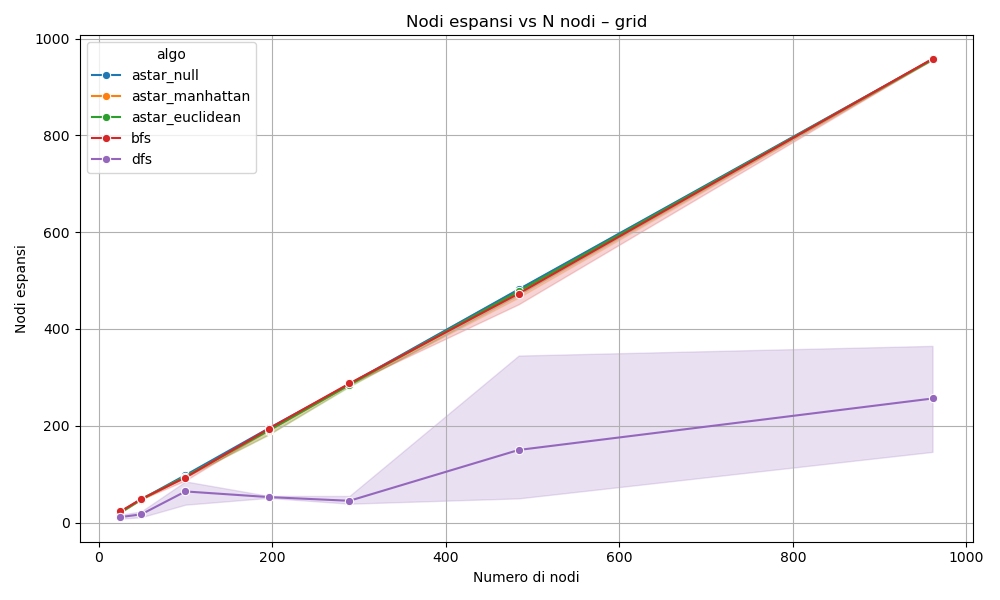 Nodi espansi vs N nodi – grid
algo
astar_null
astar_manhattan
astar_euclidean
bfs
dfs
Nodi espansi
1000
800
600
400
200
0
0 200 400 600 800 1000
Numero di nodi